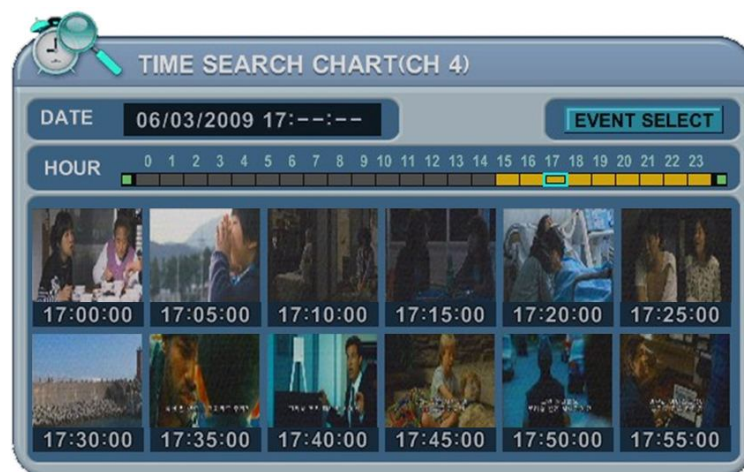 TIME SEARCH CHART(CH 4)
DATE 06/03/2009 17:--:-- EVENT SELECT
HOUR 0 1 2 3 4 5 6 7 8 9 10 11 12 13 14 15 16 17 18 19 20 21 22 23
17:00:00 17:05:00 17:10:00 17:15:00 17:20:00 17:25:00
17:30:00 17:35:00 17:40:00 17:45:00 17:50:00 17:55:00